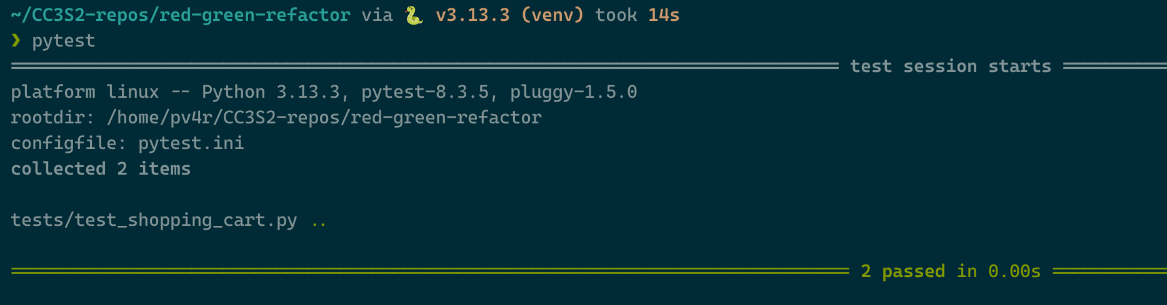 ~/CC3S2-repos/red-green-refactor via 🐍 v3.13.3 (venv) took 14s
❯ pytest
test session starts
platform linux -- Python 3.13.3, pytest-8.3.5, pluggy-1.5.0
rootdir: /home/pv4r/CC3S2-repos/red-green-refactor
configfile: pytest.ini
collected 2 items
tests/test_shopping_cart.py ..
2 passed in 0.00s